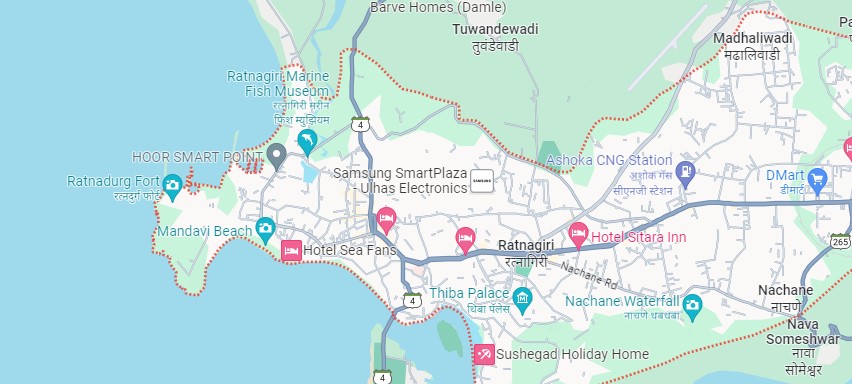 Barve Homes (Damle)
Tuwandewadi
तुवंडेवाडी
Madhaliwadi
मढालिवाडी
Ratnagiri Marine
Fish Museum
रत्नागिरी मरीन
फिश म्युझियम
4
HOOR SMART POINT
Samsung SmartPlaza
- Ulhas Electronics
SAMSUNG
Ashoka CNG Station
अशोक गॅस
सीएनजी स्टेशन
DMart
डीमार्ट
Ratnadurg Fort
रत्नदुर्ग फोर्ट
Mandavi Beach
Hotel Sea Fans
Ratnagiri
रत्नागिरी
Hotel Sitara Inn
265
Nachane Rd
Thiba Palace
थिबा पॅलेस
4
Nachane Waterfall
नाचणे धबधबा
Nachane
नाचणे
Nava
Someshwar
नावा
सोमेश्वर
Sushegad Holiday Home
4